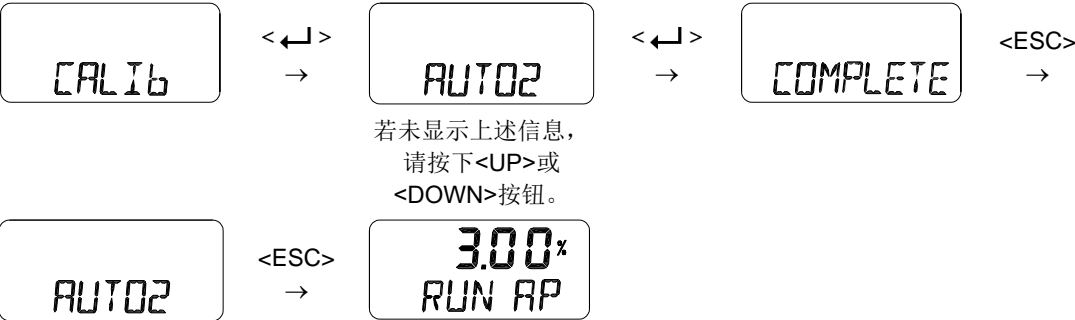 CALIb
<↵>
→
AUTO2
<↵>
→
COMPLETE
<ESC>
→
若未显示上述信息，
请按下<UP>或
<DOWN>按钮。
AUTO2
<ESC>
→
3.00%
RUN AP